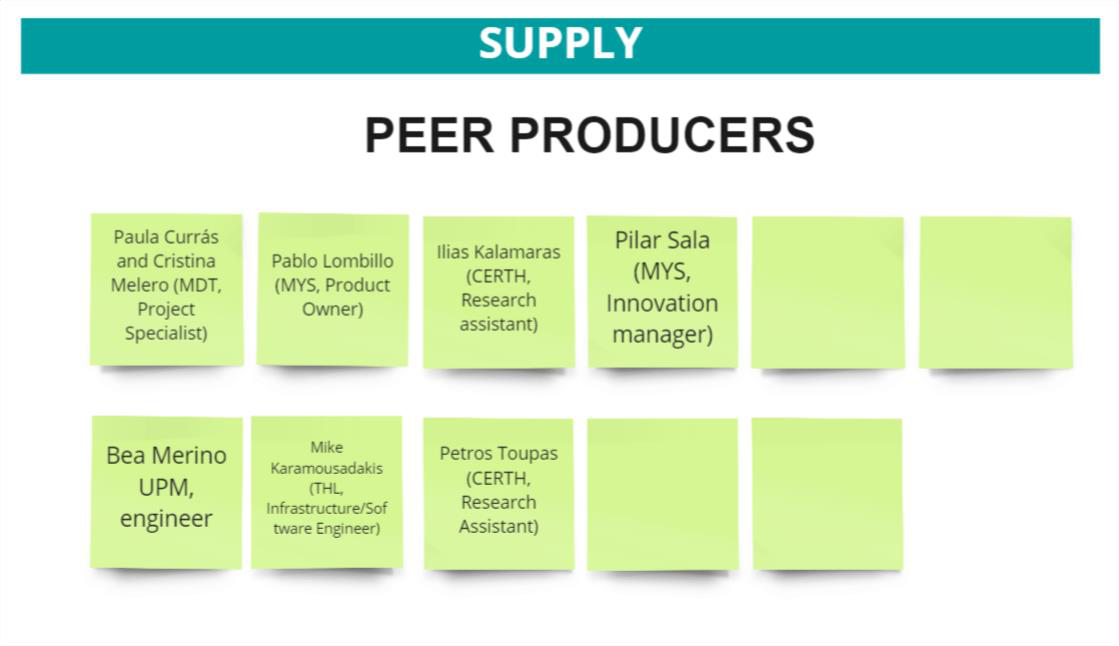 SUPPLY
PEER PRODUCERS
Paula Currás
and Cristina
Melero (MDT,
Project
Specialist)
Pablo Lombillo
(MYS, Product
Owner)
Ilias Kalamaras
(CERTH,
Research
assistant)
Pilar Sala
(MYS,
Innovation
manager)
Bea Merino
UPM,
engineer
Mike
Karamousadakis
(THL,
Infrastructure/Sof
tware Engineer)
Petros Toupas
(CERTH,
Research
Assistant)